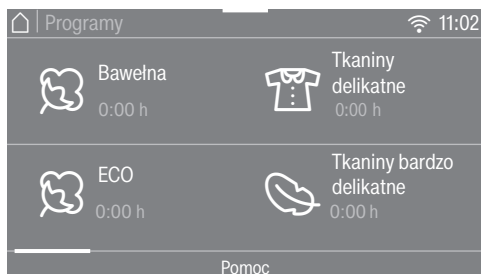 Programy 11:02
Bawełna
0:00 h
Tkaniny
delikatne
0:00 h
ECO
0:00 h
Tkaniny bardzo
delikatne
0:00 h
Pomoc